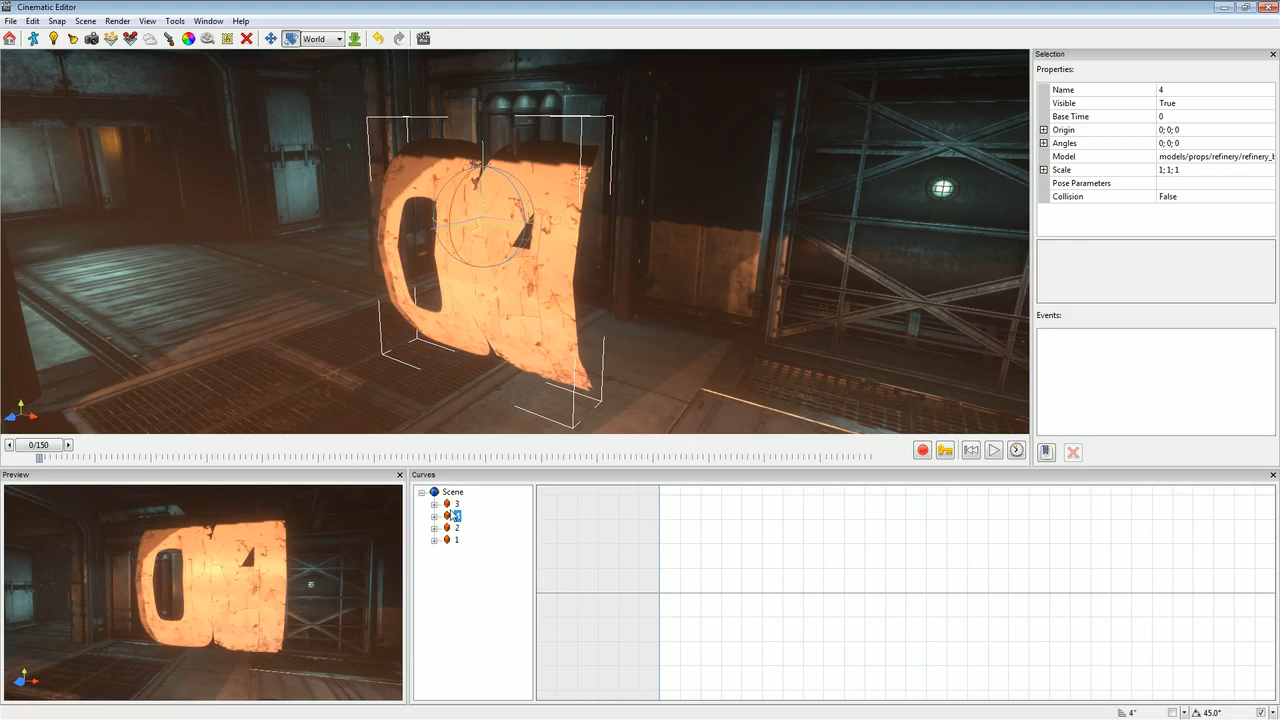 Cinematic Editor
File Edit Snap Scene Render View Tools Window Help
World
Selection
Properties:
Name 4
Visible True
Base Time 0
Origin 0; 0; 0
Angles 0; 0; 0
Model models/props/refinery/refinery_
Scale 1; 1; 1
Pose Parameters
Collision False
Events:
0/150
Preview
Curves
Scene
3
2
1
4"
45.0°